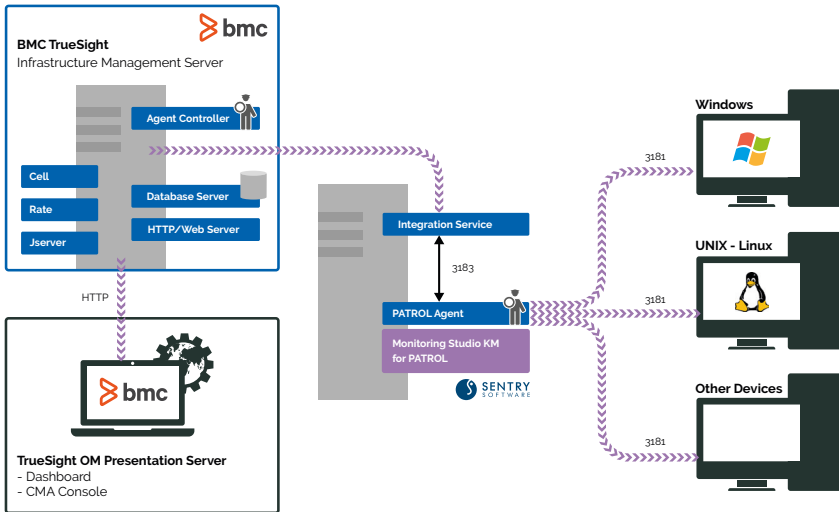 bmc
BMC TrueSight
Infrastructure Management Server
Agent Controller
Cell
Rate
Jserver
Database Server
HTTP/Web Server
HTTP
bmc
TrueSight OM Presentation Server
- Dashboard
- CMA Console
Integration Service
3183
PATROL Agent
Monitoring Studio KM
for PATROL
SENTRY
SOFTWARE
Windows
3181
UNIX - Linux
3181
Other Devices
3181